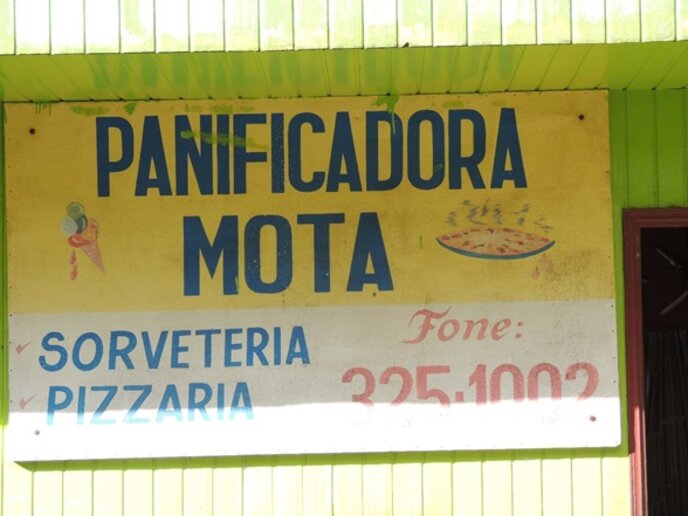 PANIFICADORA
MOTA
SORVETERIA
PIZZARIA
Fone:
325-1002